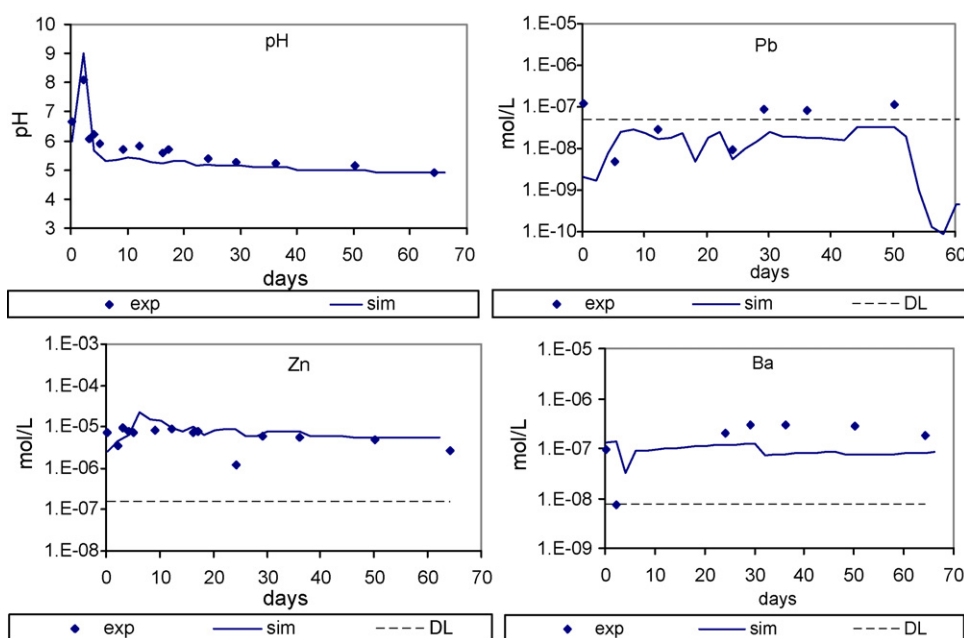 pH
10
9
8
7
6
5
4
3
pH
0 10 20 30 40 50 60 70
days
exp sim
Pb
1.E-05
1.E-06
1.E-07
1.E-08
1.E-09
1.E-10
mol/L
0 10 20 30 40 50 60
days
exp sim DL
Zn
1.E-03
1.E-04
1.E-05
1.E-06
1.E-07
1.E-08
mol/L
0 10 20 30 40 50 60 70
days
exp sim DL
Ba
1.E-05
1.E-06
1.E-07
1.E-08
1.E-09
mol/L
0 10 20 30 40 50 60 70
days
exp sim DL